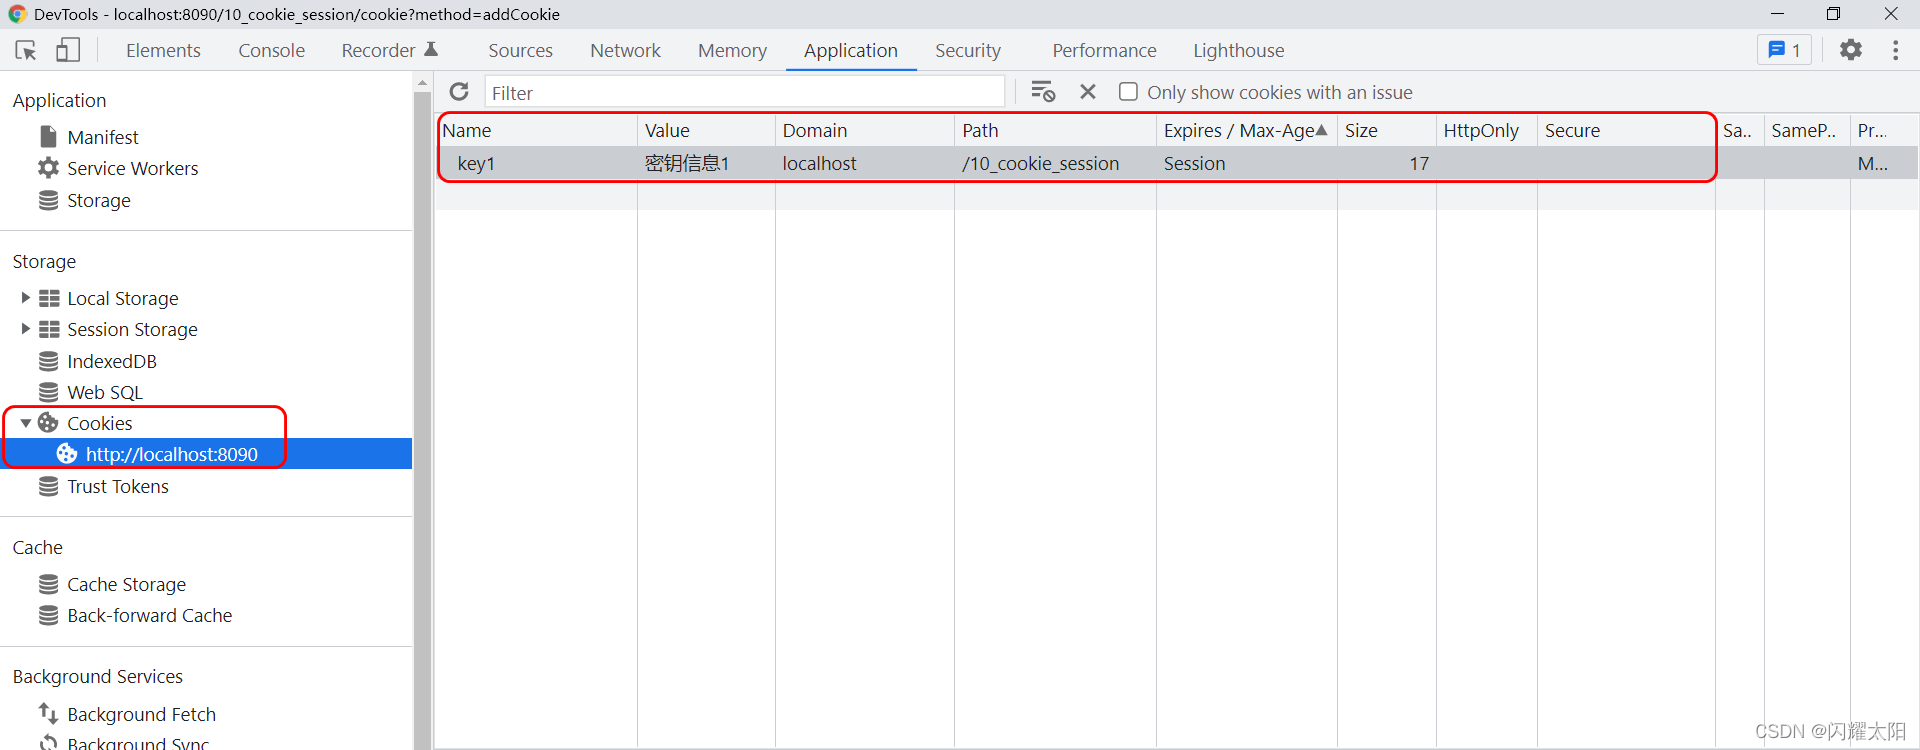 DevTools - localhost:8090/10_cookie_session/cookie?method=addCookie
Elements Console Recorder Sources Network Memory Application Security Performance Lighthouse 1
Filter Only show cookies with an issue
Application
Manifest
Service Workers
Storage
Storage
Local Storage
Session Storage
IndexedDB
Web SQL
Cookies
http://localhost:8090
Trust Tokens
Cache
Cache Storage
Back-forward Cache
Background Services
Background Fetch
Background Sync
Name Value Domain Path Expires / Max-Age▲ Size HttpOnly Secure Sa.. SameP.. Pr...
key1 密钥信息1 localhost /10_cookie_session Session 17 M...
CSDN @闪耀太阳